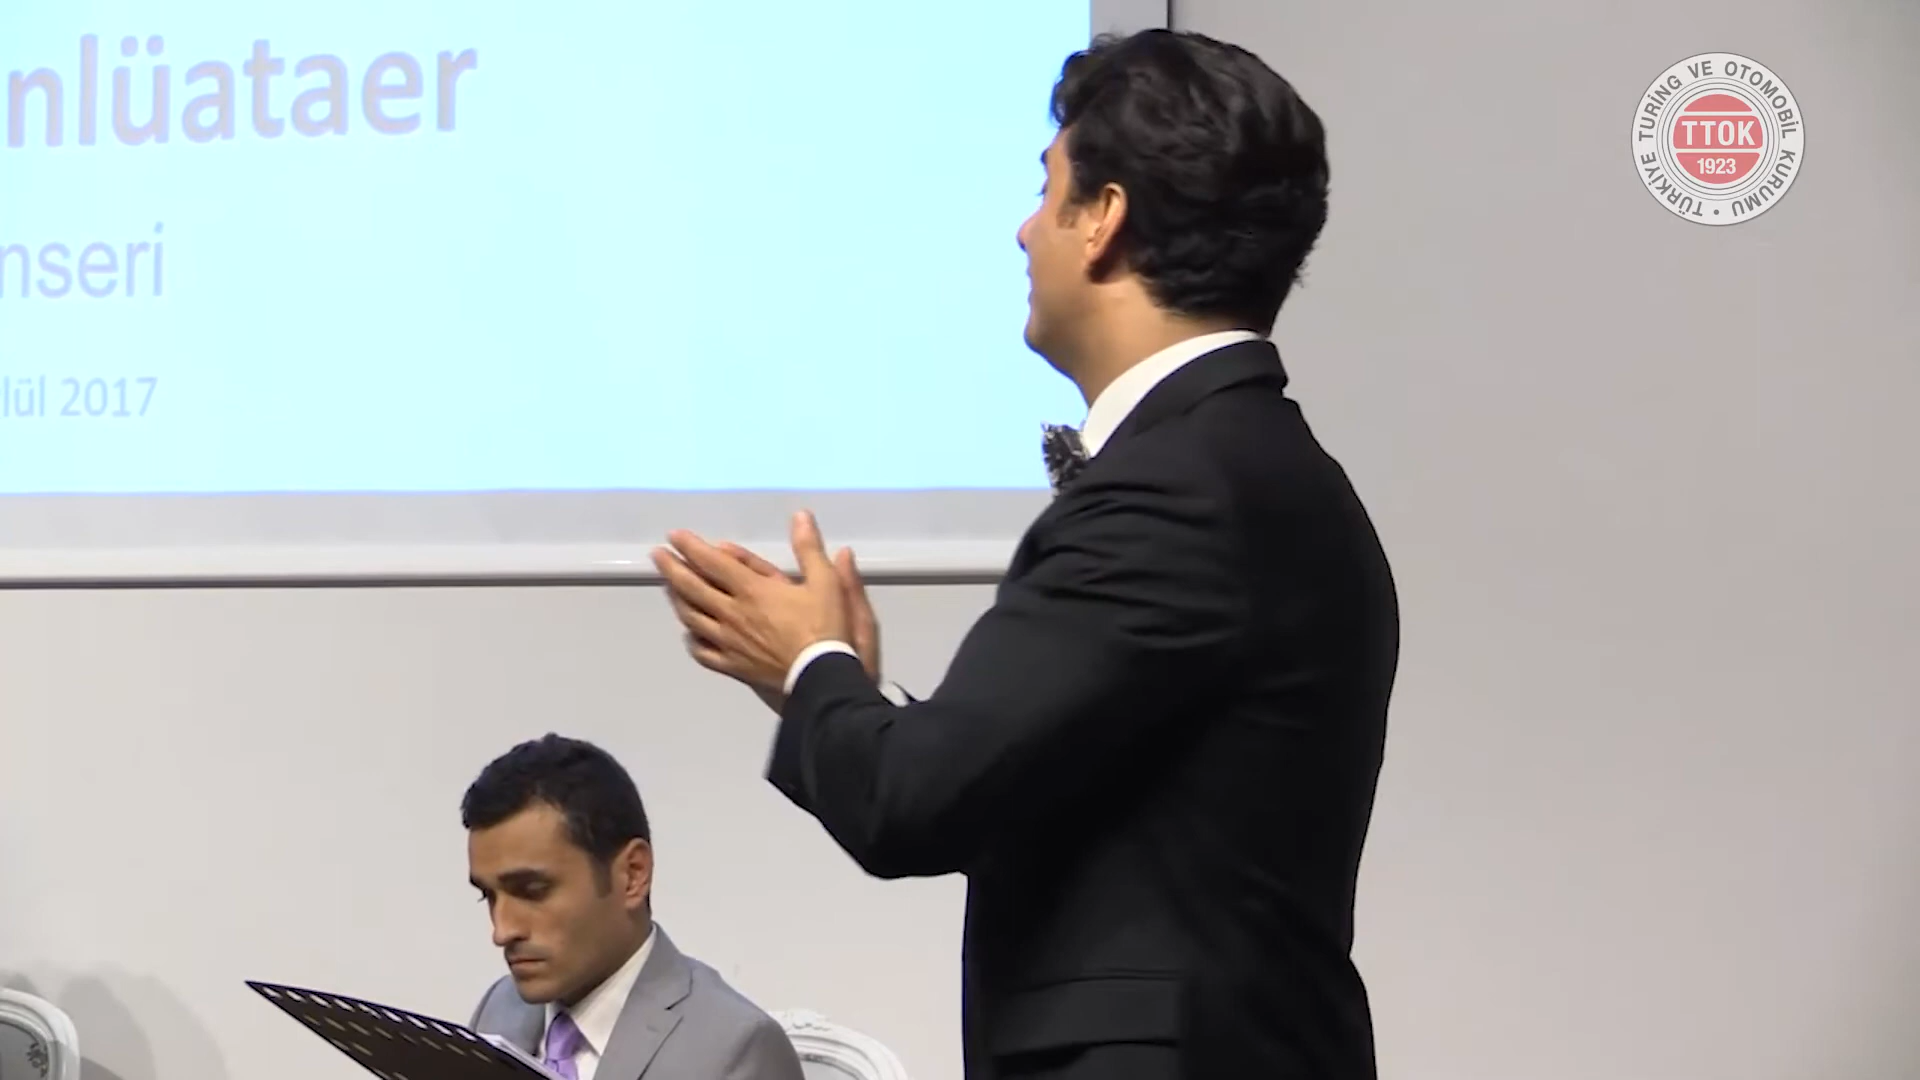 nlüataer
nseri
lül 2017
TÜRKİYE TURİNG VE OTOMOBİL KURUMU •
TTOK
1923